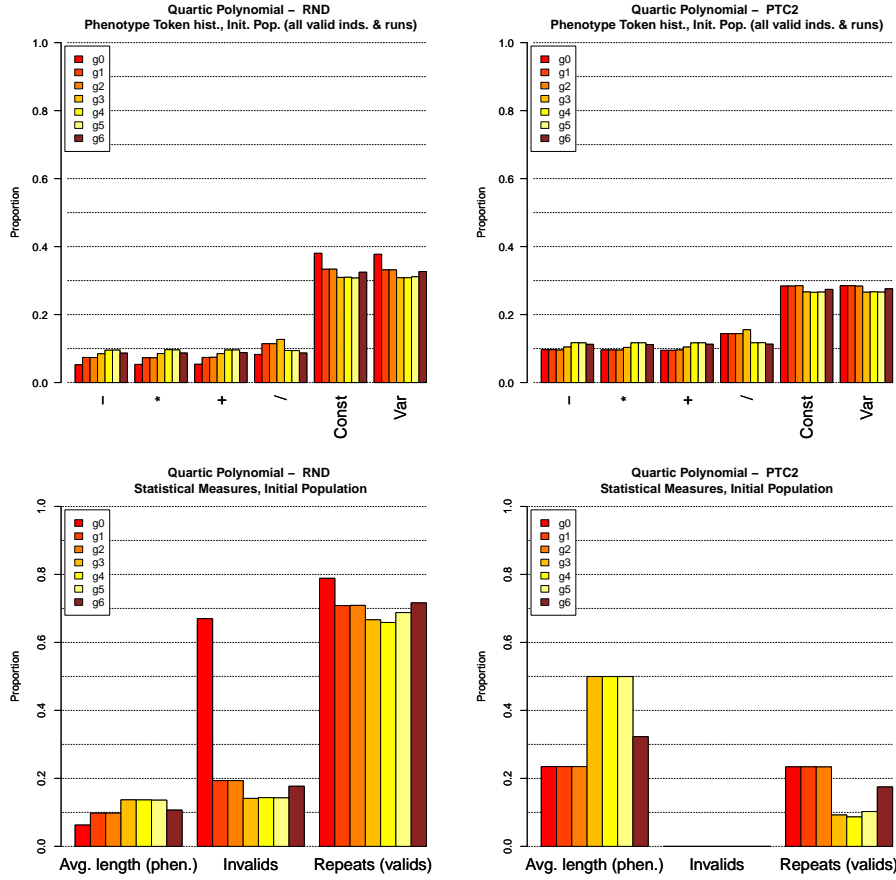 Quartic Polynomial – RND
Phenotype Token hist., Init. Pop. (all valid inds. & runs)
Proportion
1.0
0.8
0.6
0.4
0.2
0.0
g0
g1
g2
g3
g4
g5
g6
– * + / Const Var
Quartic Polynomial – PTC2
Phenotype Token hist., Init. Pop. (all valid inds. & runs)
Proportion
1.0
0.8
0.6
0.4
0.2
0.0
g0
g1
g2
g3
g4
g5
g6
– * + / Const Var
Quartic Polynomial – RND
Statistical Measures, Initial Population
Proportion
1.0
0.8
0.6
0.4
0.2
0.0
g0
g1
g2
g3
g4
g5
g6
Avg. length (phen.) Invalids Repeats (valids)
Quartic Polynomial – PTC2
Statistical Measures, Initial Population
Proportion
1.0
0.8
0.6
0.4
0.2
0.0
g0
g1
g2
g3
g4
g5
g6
Avg. length (phen.) Invalids Repeats (valids)